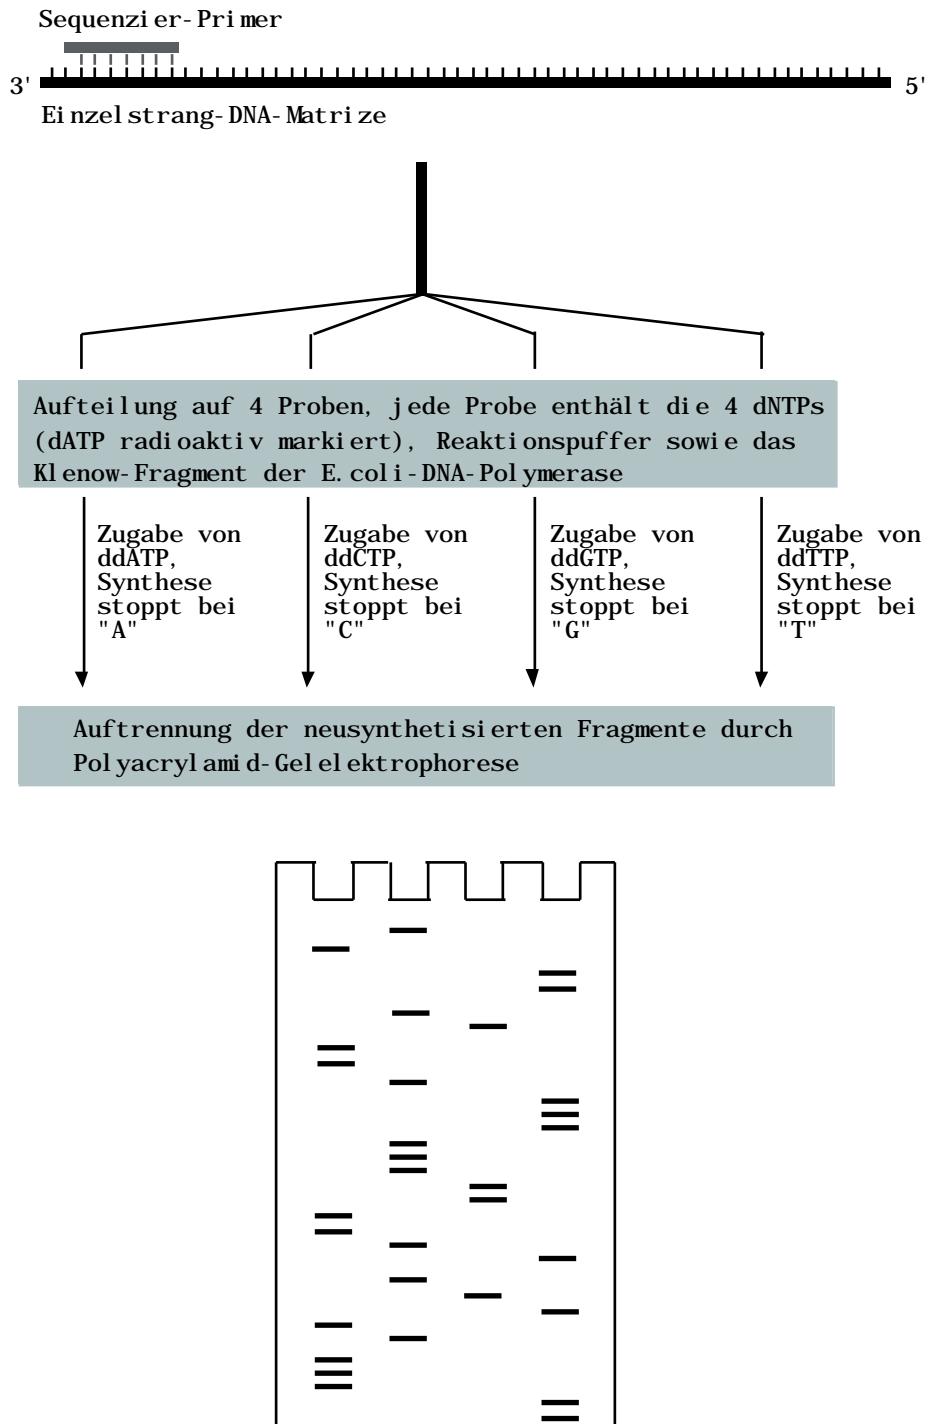 Sequenzier-Primer
3'
5'
Einzelstrang-DNA-Matrize
Aufteilung auf 4 Proben, jede Probe enthält die 4 dNTPs
(dATP radioaktiv markiert), Reaktionspuffer sowie das
Klenow-Fragment der E.coli-DNA-Polymerase
Zugabe von
ddATP,
Synthese
stoppt bei
"A"
Zugabe von
ddCTP,
Synthese
stoppt bei
"C"
Zugabe von
ddGTP,
Synthese
stoppt bei
"G"
Zugabe von
ddTTP,
Synthese
stoppt bei
"T"
Auftrennung der neusynthetisierten Fragmente durch
Polyacrylamid-Gelelektrophorese